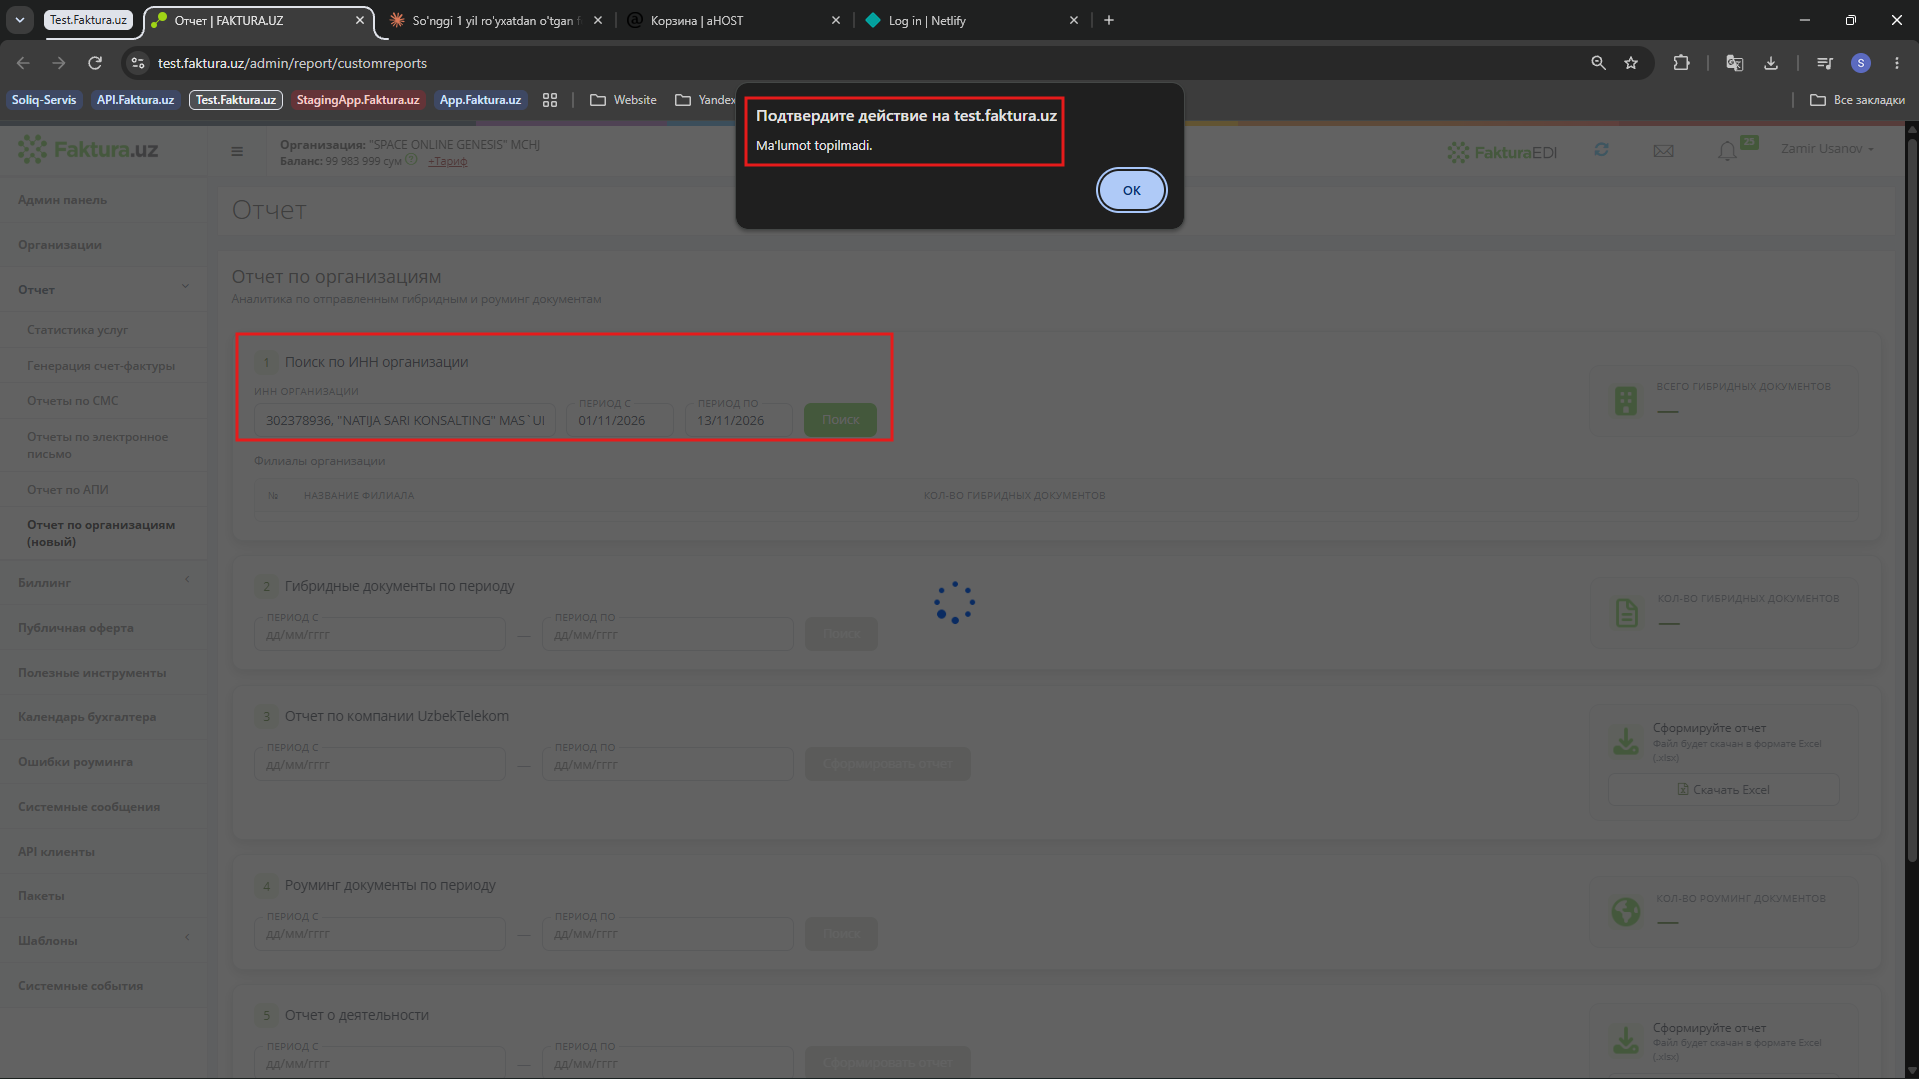 Test.Faktura.uz
Отчет | FAKTURA.UZ
So'nggi 1 yil ro'yxatdan o'tgan f
Корзина | aHOST
Log in | Netlify
test.faktura.uz/admin/report/customreports
S
Soliq-Servis
API.Faktura.uz
Test.Faktura.uz
StagingApp.Faktura.uz
App.Faktura.uz
Website
Yandex
Все закладки
Подтвердите действие на test.faktura.uz
Ma'lumot topilmadi.
ОК
Faktura.uz
Организация: "SPACE ONLINE GENESIS" MCHJ
Баланс: 99 983 999 сум
+Тариф
FakturaEDI
25
Zamir Usanov
Админ панель
Организации
Отчет
Статистика услуг
Генерация счет-фактуры
Отчеты по СМС
Отчеты по электронное
письмо
Отчет по АПИ
Отчет по организациям
(новый)
Биллинг
Публичная оферта
Полезные инструменты
Календарь бухгалтера
Ошибки роуминга
Системные сообщения
API клиенты
Пакеты
Шаблоны
Системные события
Отчет
Отчет по организациям
Аналитика по отправленным гибридным и роуминг документам
1 Поиск по ИНН организации
ИНН ОРГАНИЗАЦИИ
302378936, "NATIJA SARI KONSALTING" MAS`UL
ПЕРИОД С
01/11/2026
ПЕРИОД ПО
13/11/2026
Поиск
ВСЕГО ГИБРИДНЫХ ДОКУМЕНТОВ
—
Филиалы организации
№ НАЗВАНИЕ ФИЛИАЛА КОЛ-ВО ГИБРИДНЫХ ДОКУМЕНТОВ
2 Гибридные документы по периоду
ПЕРИОД С
дд/мм/гггг
—
ПЕРИОД ПО
дд/мм/гггг
Поиск
КОЛ-ВО ГИБРИДНЫХ ДОКУМЕНТОВ
—
3 Отчет по компании UzbekTelekom
ПЕРИОД С
дд/мм/гггг
—
ПЕРИОД ПО
дд/мм/гггг
Сформировать отчет
Сформируйте отчет
Файл будет скачан в формате Excel
(.xlsx)
Скачать Excel
4 Роуминг документы по периоду
ПЕРИОД С
дд/мм/гггг
—
ПЕРИОД ПО
дд/мм/гггг
Поиск
КОЛ-ВО РОУМИНГ ДОКУМЕНТОВ
—
5 Отчет о деятельности
ПЕРИОД С
дд/мм/гггг
—
ПЕРИОД ПО
дд/мм/гггг
Сформировать отчет
Сформируйте отчет
Файл будет скачан в формате Excel
(.xlsx)